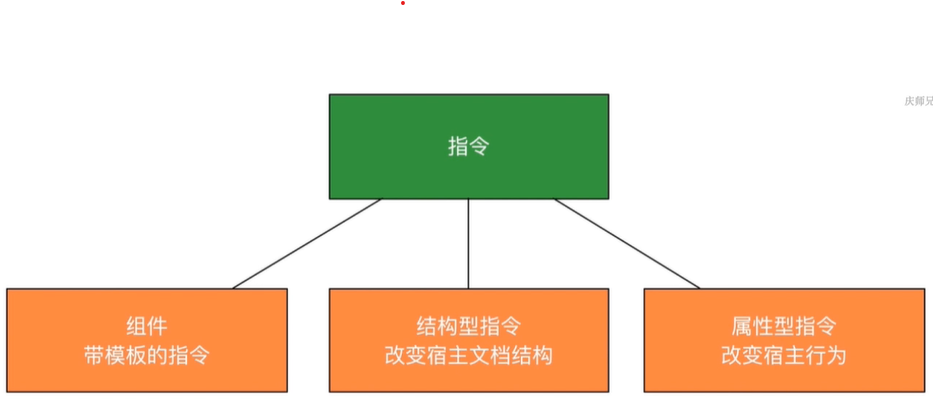 庆师兄
指令
组件
带模板的指令
结构型指令
改变宿主文档结构
属性型指令
改变宿主行为